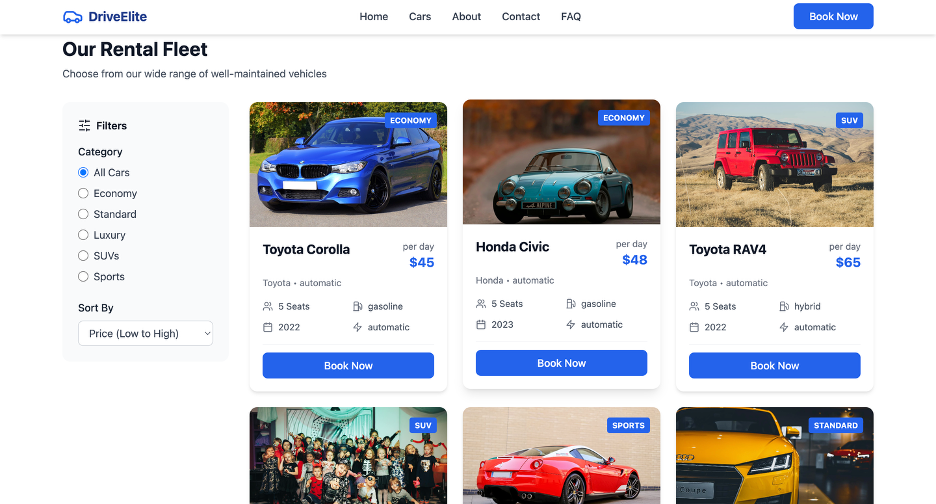 DriveElite
Home Cars About Contact FAQ
Book Now
Our Rental Fleet
Choose from our wide range of well-maintained vehicles
Filters
Category
All Cars
Economy
Standard
Luxury
SUVs
Sports
Sort By
Price (Low to High)
ECONOMY
Toyota Corolla
per day
$45
Toyota • automatic
5 Seats
gasoline
2022
automatic
Book Now
ECONOMY
ALPINE
Honda Civic
per day
$48
Honda • automatic
5 Seats
gasoline
2023
automatic
Book Now
SUV
Toyota RAV4
per day
$65
Toyota • automatic
5 Seats
hybrid
2022
automatic
Book Now
SUV
SPORTS
STANDARD
Coupe